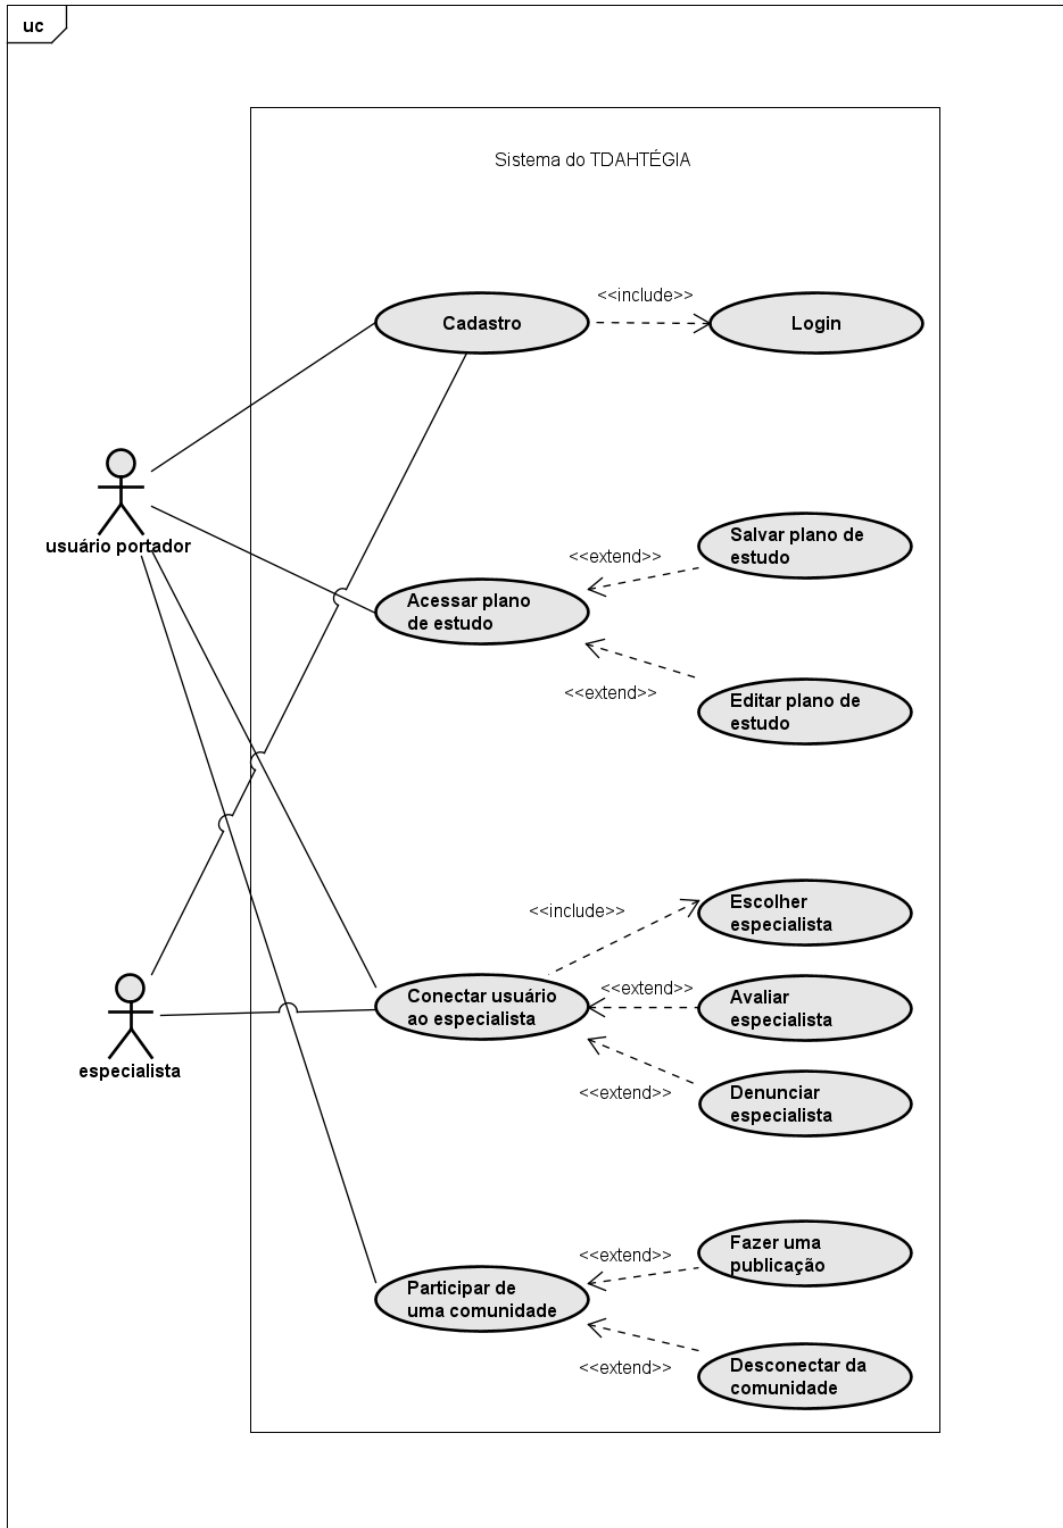 uc
Sistema do TDAHTÉGIA
<<include>>
Cadastro
Login
usuário portador
Salvar plano de
estudo
<<extend>>
Acessar plano
de estudo
<<extend>>
Editar plano de
estudo
Escolher
especialista
<<include>>
<<extend>>
Conectar usuário
ao especialista
Avaliar
especialista
especialista
<<extend>>
Denunciar
especialista
Fazer uma
publicação
<<extend>>
Participar de
uma comunidade
<<extend>>
Desconectar da
comunidade